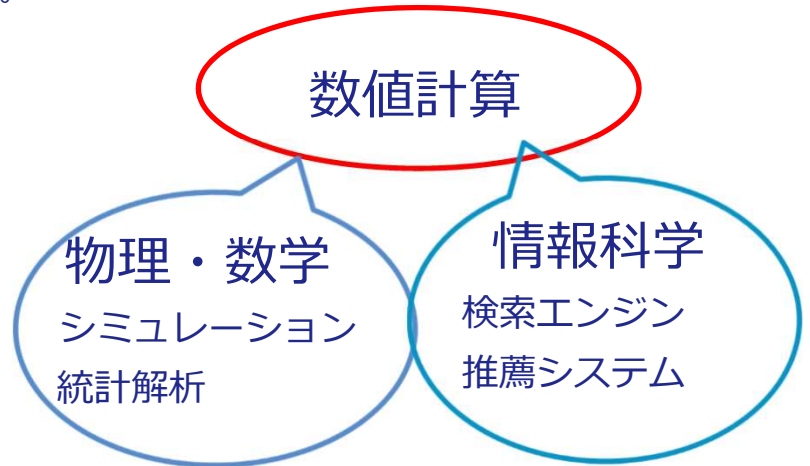 。
数値計算
物理・数学
シミュレーション
統計解析
情報科学
検索エンジン
推薦システム